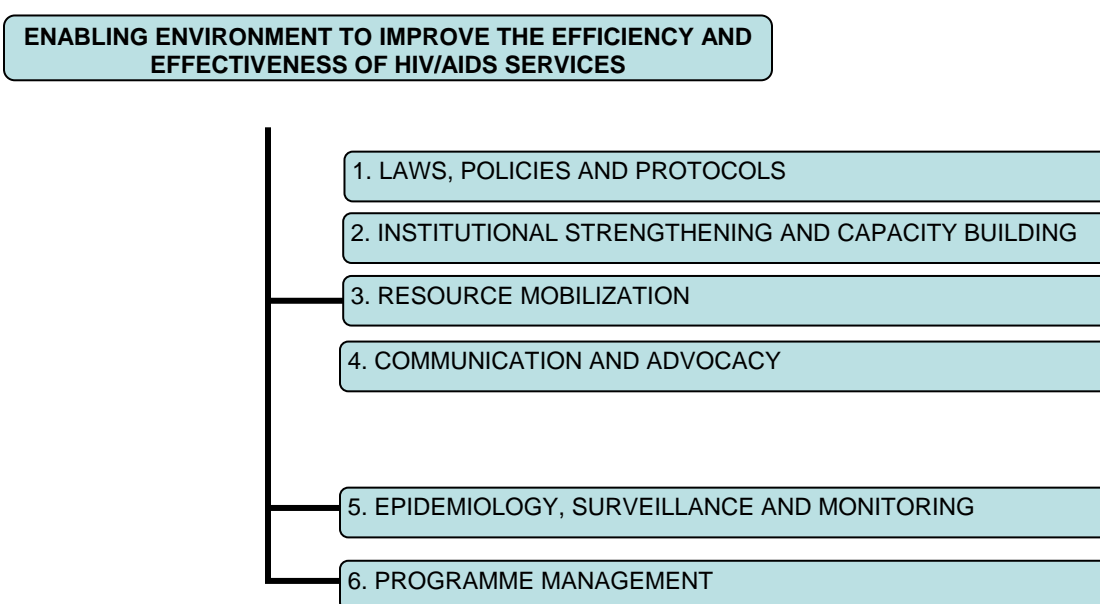 ENABLING ENVIRONMENT TO IMPROVE THE EFFICIENCY AND
EFFECTIVENESS OF HIV/AIDS SERVICES
1. LAWS, POLICIES AND PROTOCOLS
2. INSTITUTIONAL STRENGTHENING AND CAPACITY BUILDING
3. RESOURCE MOBILIZATION
4. COMMUNICATION AND ADVOCACY
5. EPIDEMIOLOGY, SURVEILLANCE AND MONITORING
6. PROGRAMME MANAGEMENT